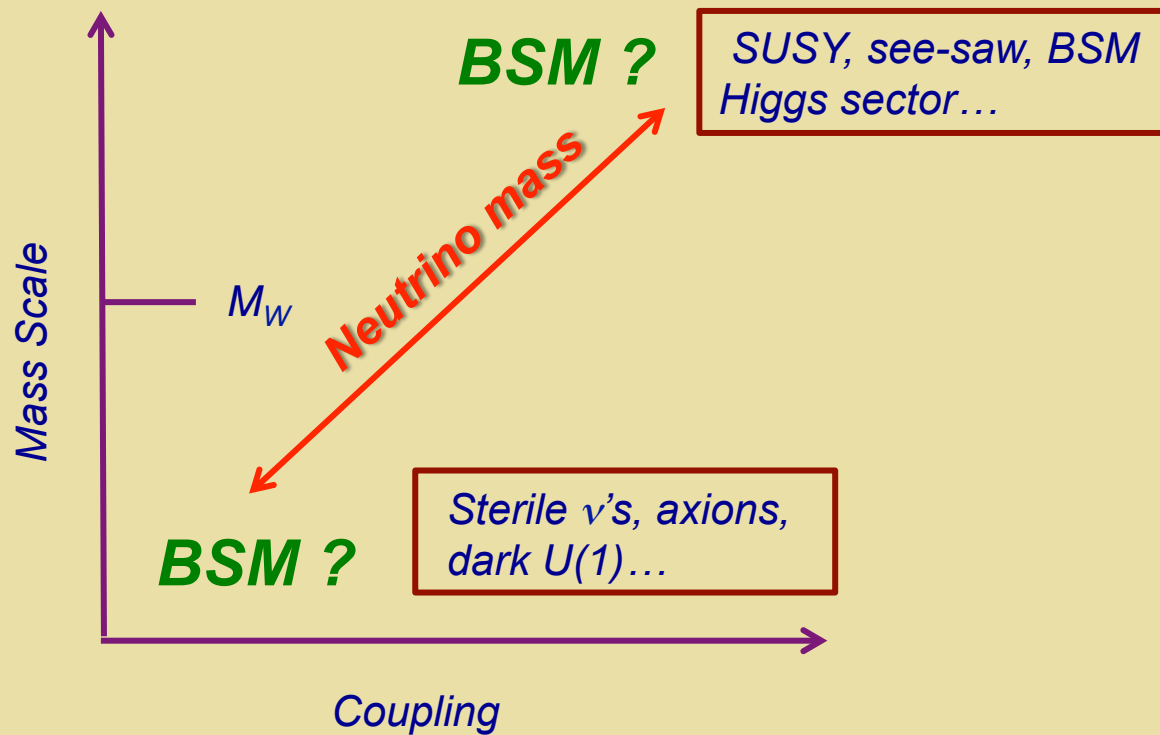 BSM ?
SUSY, see-saw, BSM
Higgs sector…
Neutrino mass
Mass Scale
M_W
Sterile ν's, axions,
dark U(1)…
BSM ?
Coupling